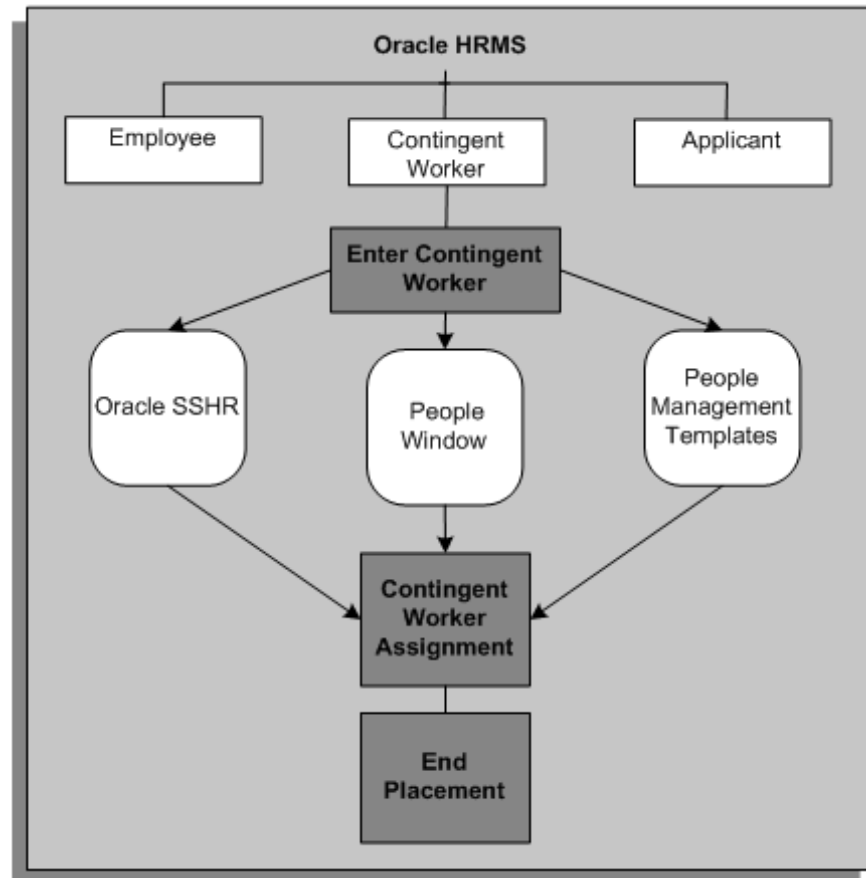 Oracle HRMS
Employee
Contingent
Worker
Applicant
Enter Contingent
Worker
Oracle SSHR
People
Window
People
Management
Templates
Contingent
Worker
Assignment
End
Placement